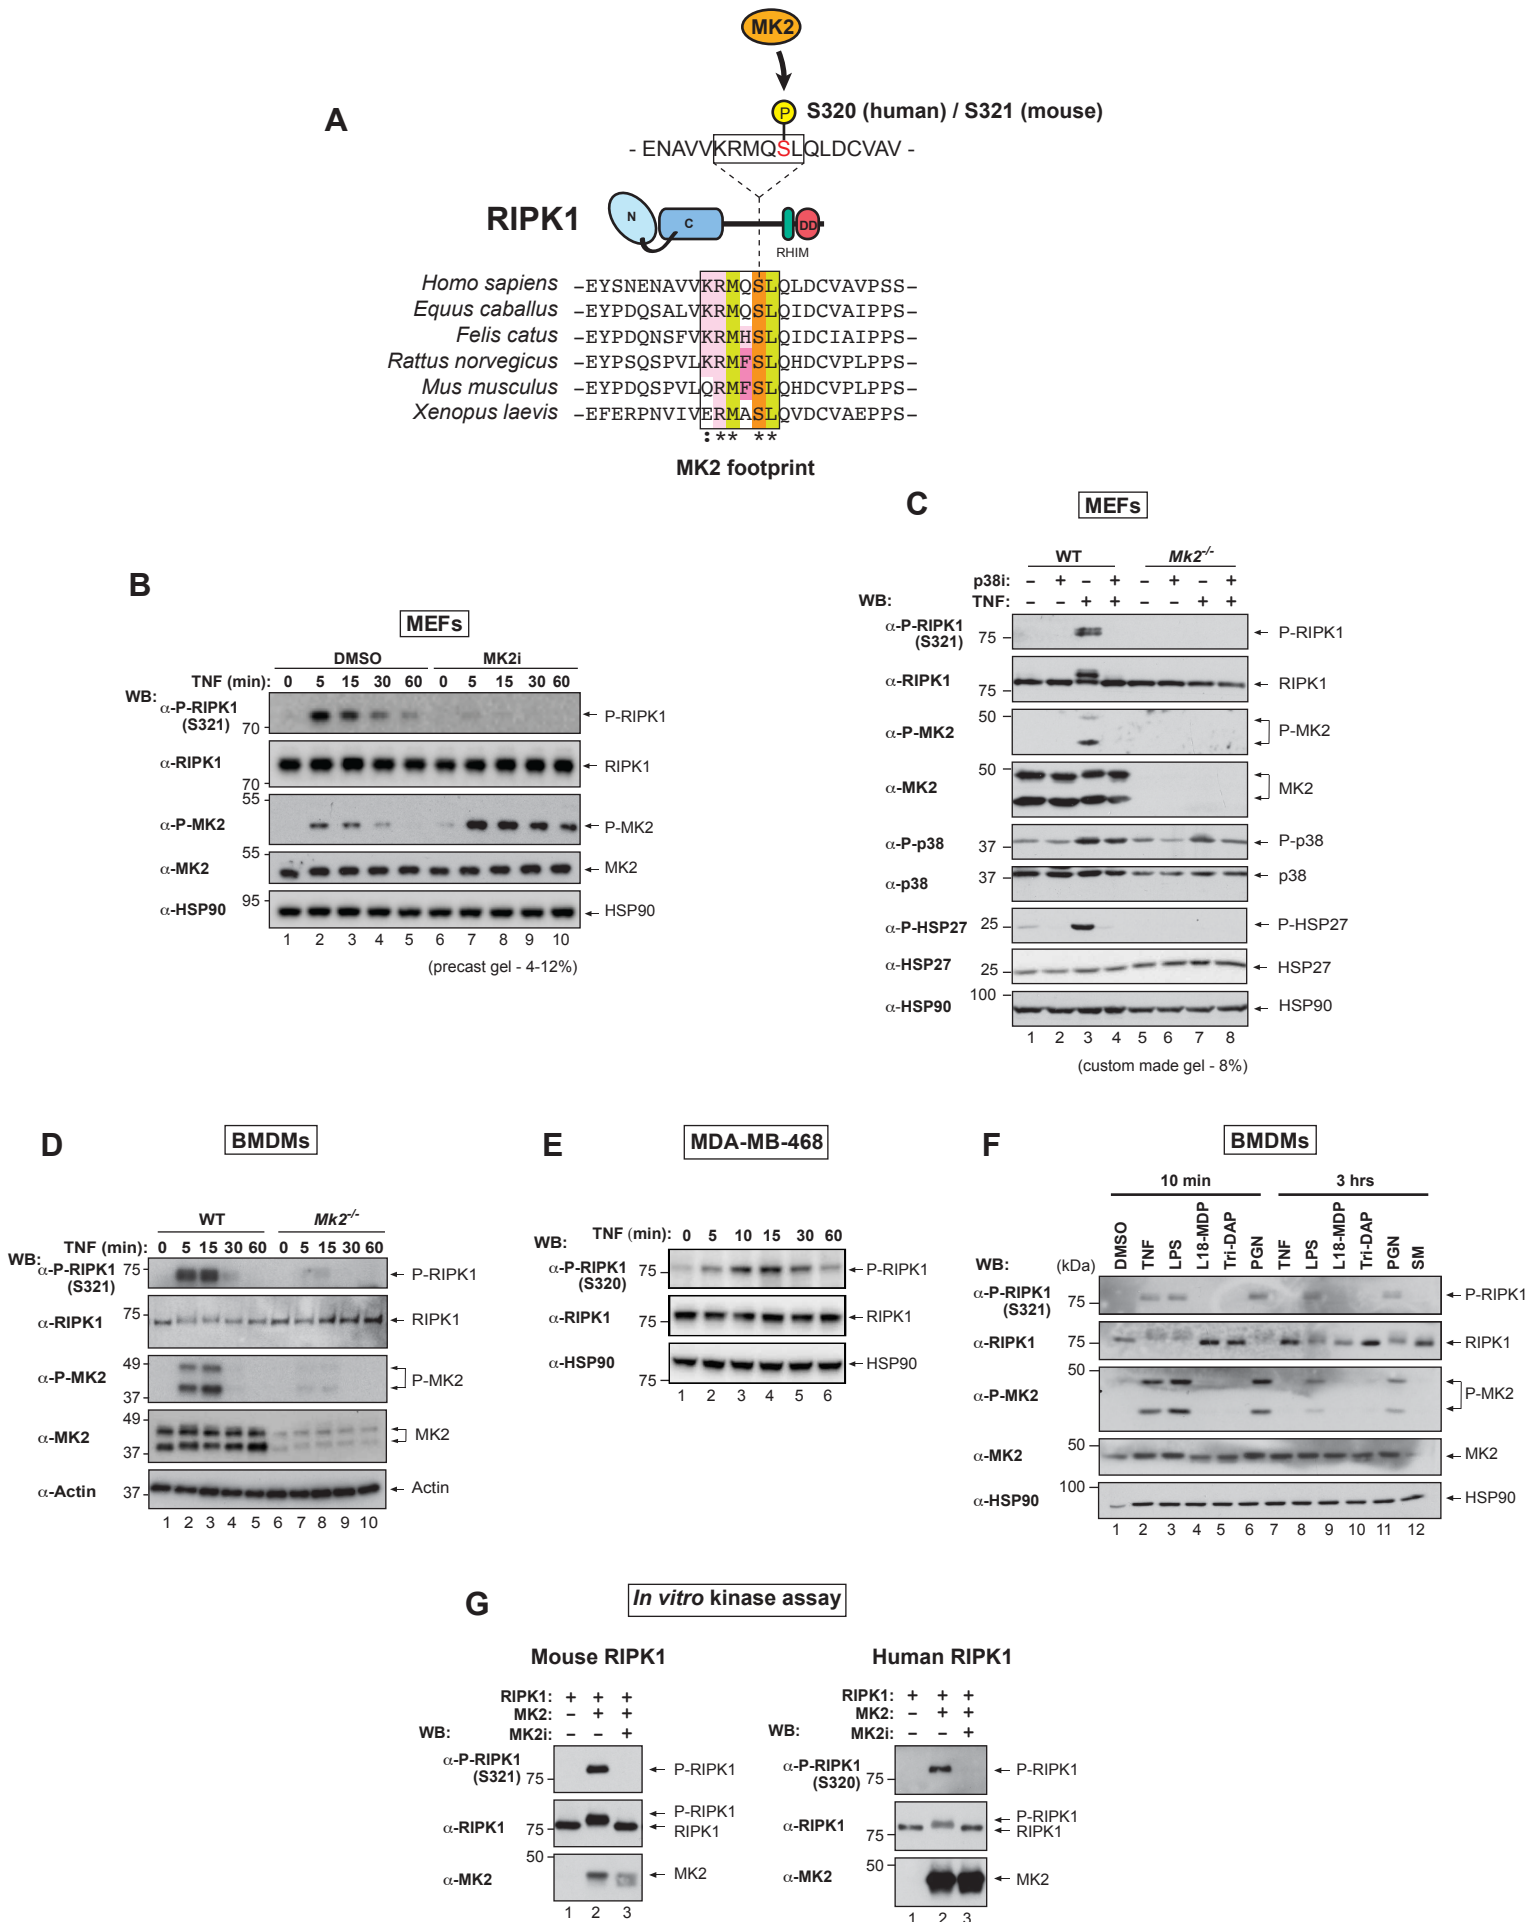 MK2
A
P
S320 (human) / S321 (mouse)
- ENAVVKRMQSLQLDCVAV -
RIPK1
N
C
DD
RHIM
Homo sapiens -EYSNENAVVKRMQSLQLDCVAVPSS-
Equus caballus -EYPDQSALVKRMQSLQIDCVAIPPS-
Felis catus -EYPDQNSFVKRMHSLQIDCIAIPPS-
Rattus norvegicus -EYPSQSPVLKRMFSLQHDCVPLPPS-
Mus musculus -EYPDQSPVLQRMFSLQHDCVPLPPS-
Xenopus laevis -EFERPNVIVERMASLQVDCVAEPPS-
: ** **
MK2 footprint
B
MEFs
DMSO MK2i
TNF (min): 0 5 15 30 60 0 5 15 30 60
WB:
α-P-RIPK1 (S321) 70 P-RIPK1
α-RIPK1 70 RIPK1
α-P-MK2 55 P-MK2
α-MK2 55 MK2
α-HSP90 95 HSP90
1 2 3 4 5 6 7 8 9 10
(precast gel - 4-12%)
C
MEFs
WT Mk2-/-
p38i: – + – + – + – +
WB: TNF: – – + + – – + +
α-P-RIPK1 (S321) 75 P-RIPK1
α-RIPK1 75 RIPK1
α-P-MK2 50 P-MK2
α-MK2 50 MK2
α-P-p38 37 P-p38
α-p38 37 p38
α-P-HSP27 25 P-HSP27
α-HSP27 25 HSP27
α-HSP90 100 HSP90
1 2 3 4 5 6 7 8
(custom made gel - 8%)
D
BMDMs
WT Mk2-/-
TNF (min): 0 5 15 30 60 0 5 15 30 60
WB:
α-P-RIPK1 (S321) 75 P-RIPK1
α-RIPK1 75 RIPK1
α-P-MK2 49 37 P-MK2
α-MK2 49 37 MK2
α-Actin 37 Actin
1 2 3 4 5 6 7 8 9 10
E
MDA-MB-468
WB: TNF (min): 0 5 10 15 30 60
α-P-RIPK1 (S320) 75 P-RIPK1
α-RIPK1 75 RIPK1
α-HSP90 75 HSP90
1 2 3 4 5 6
F
BMDMs
10 min 3 hrs
DMSO TNF LPS L18-MDP Tri-DAP PGN TNF LPS L18-MDP Tri-DAP PGN SM
WB: (kDa)
α-P-RIPK1 (S321) 75 P-RIPK1
α-RIPK1 75 RIPK1
α-P-MK2 50 P-MK2
α-MK2 50 MK2
α-HSP90 100 HSP90
1 2 3 4 5 6 7 8 9 10 11 12
G
In vitro kinase assay
Mouse RIPK1
RIPK1: + + +
MK2: – + +
WB: MK2i: – – +
α-P-RIPK1 (S321) 75 P-RIPK1
α-RIPK1 75 P-RIPK1 RIPK1
α-MK2 50 MK2
1 2 3
Human RIPK1
RIPK1: + + +
MK2: – + +
WB: MK2i: – – +
α-P-RIPK1 (S320) 75 P-RIPK1
α-RIPK1 75 P-RIPK1 RIPK1
α-MK2 50 MK2
1 2 3